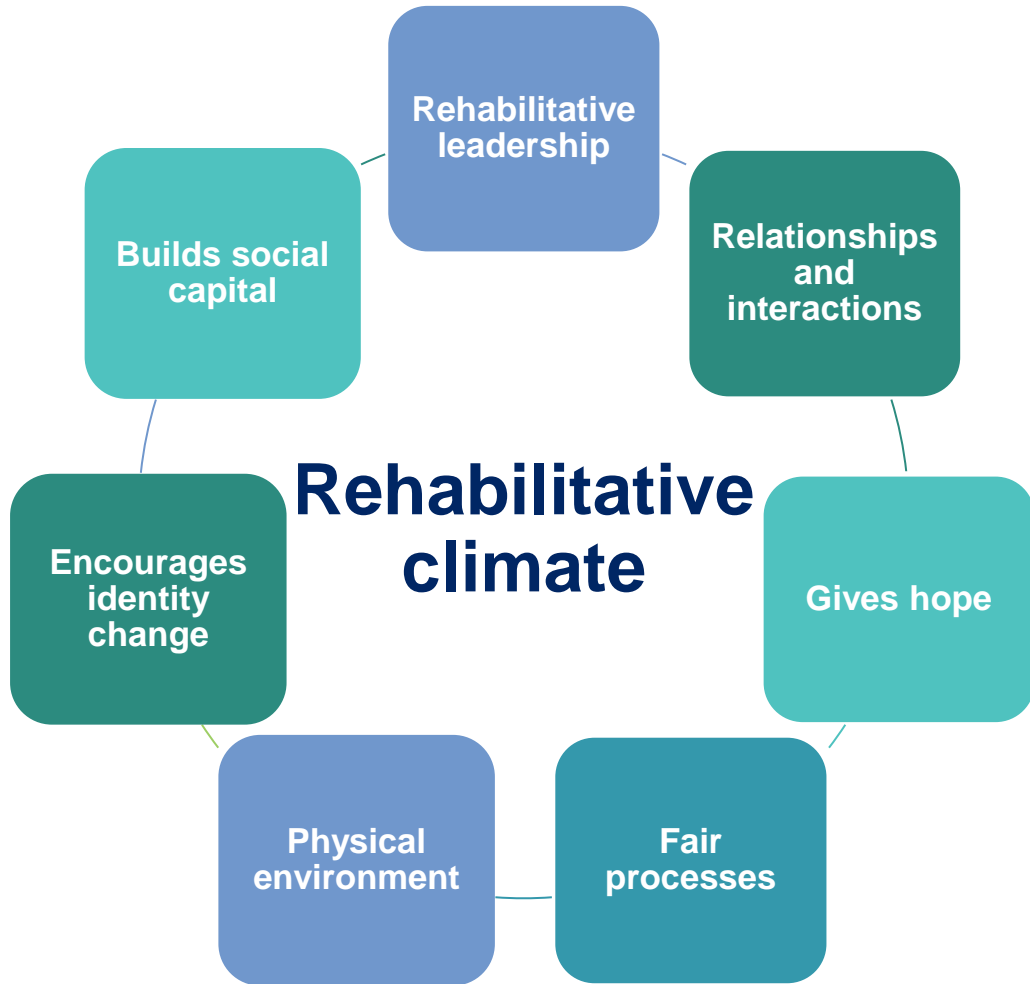 Rehabilitative
leadership
Relationships
and
interactions
Gives hope
Fair
processes
Physical
environment
Encourages
identity
change
Builds social
capital
Rehabilitative
climate